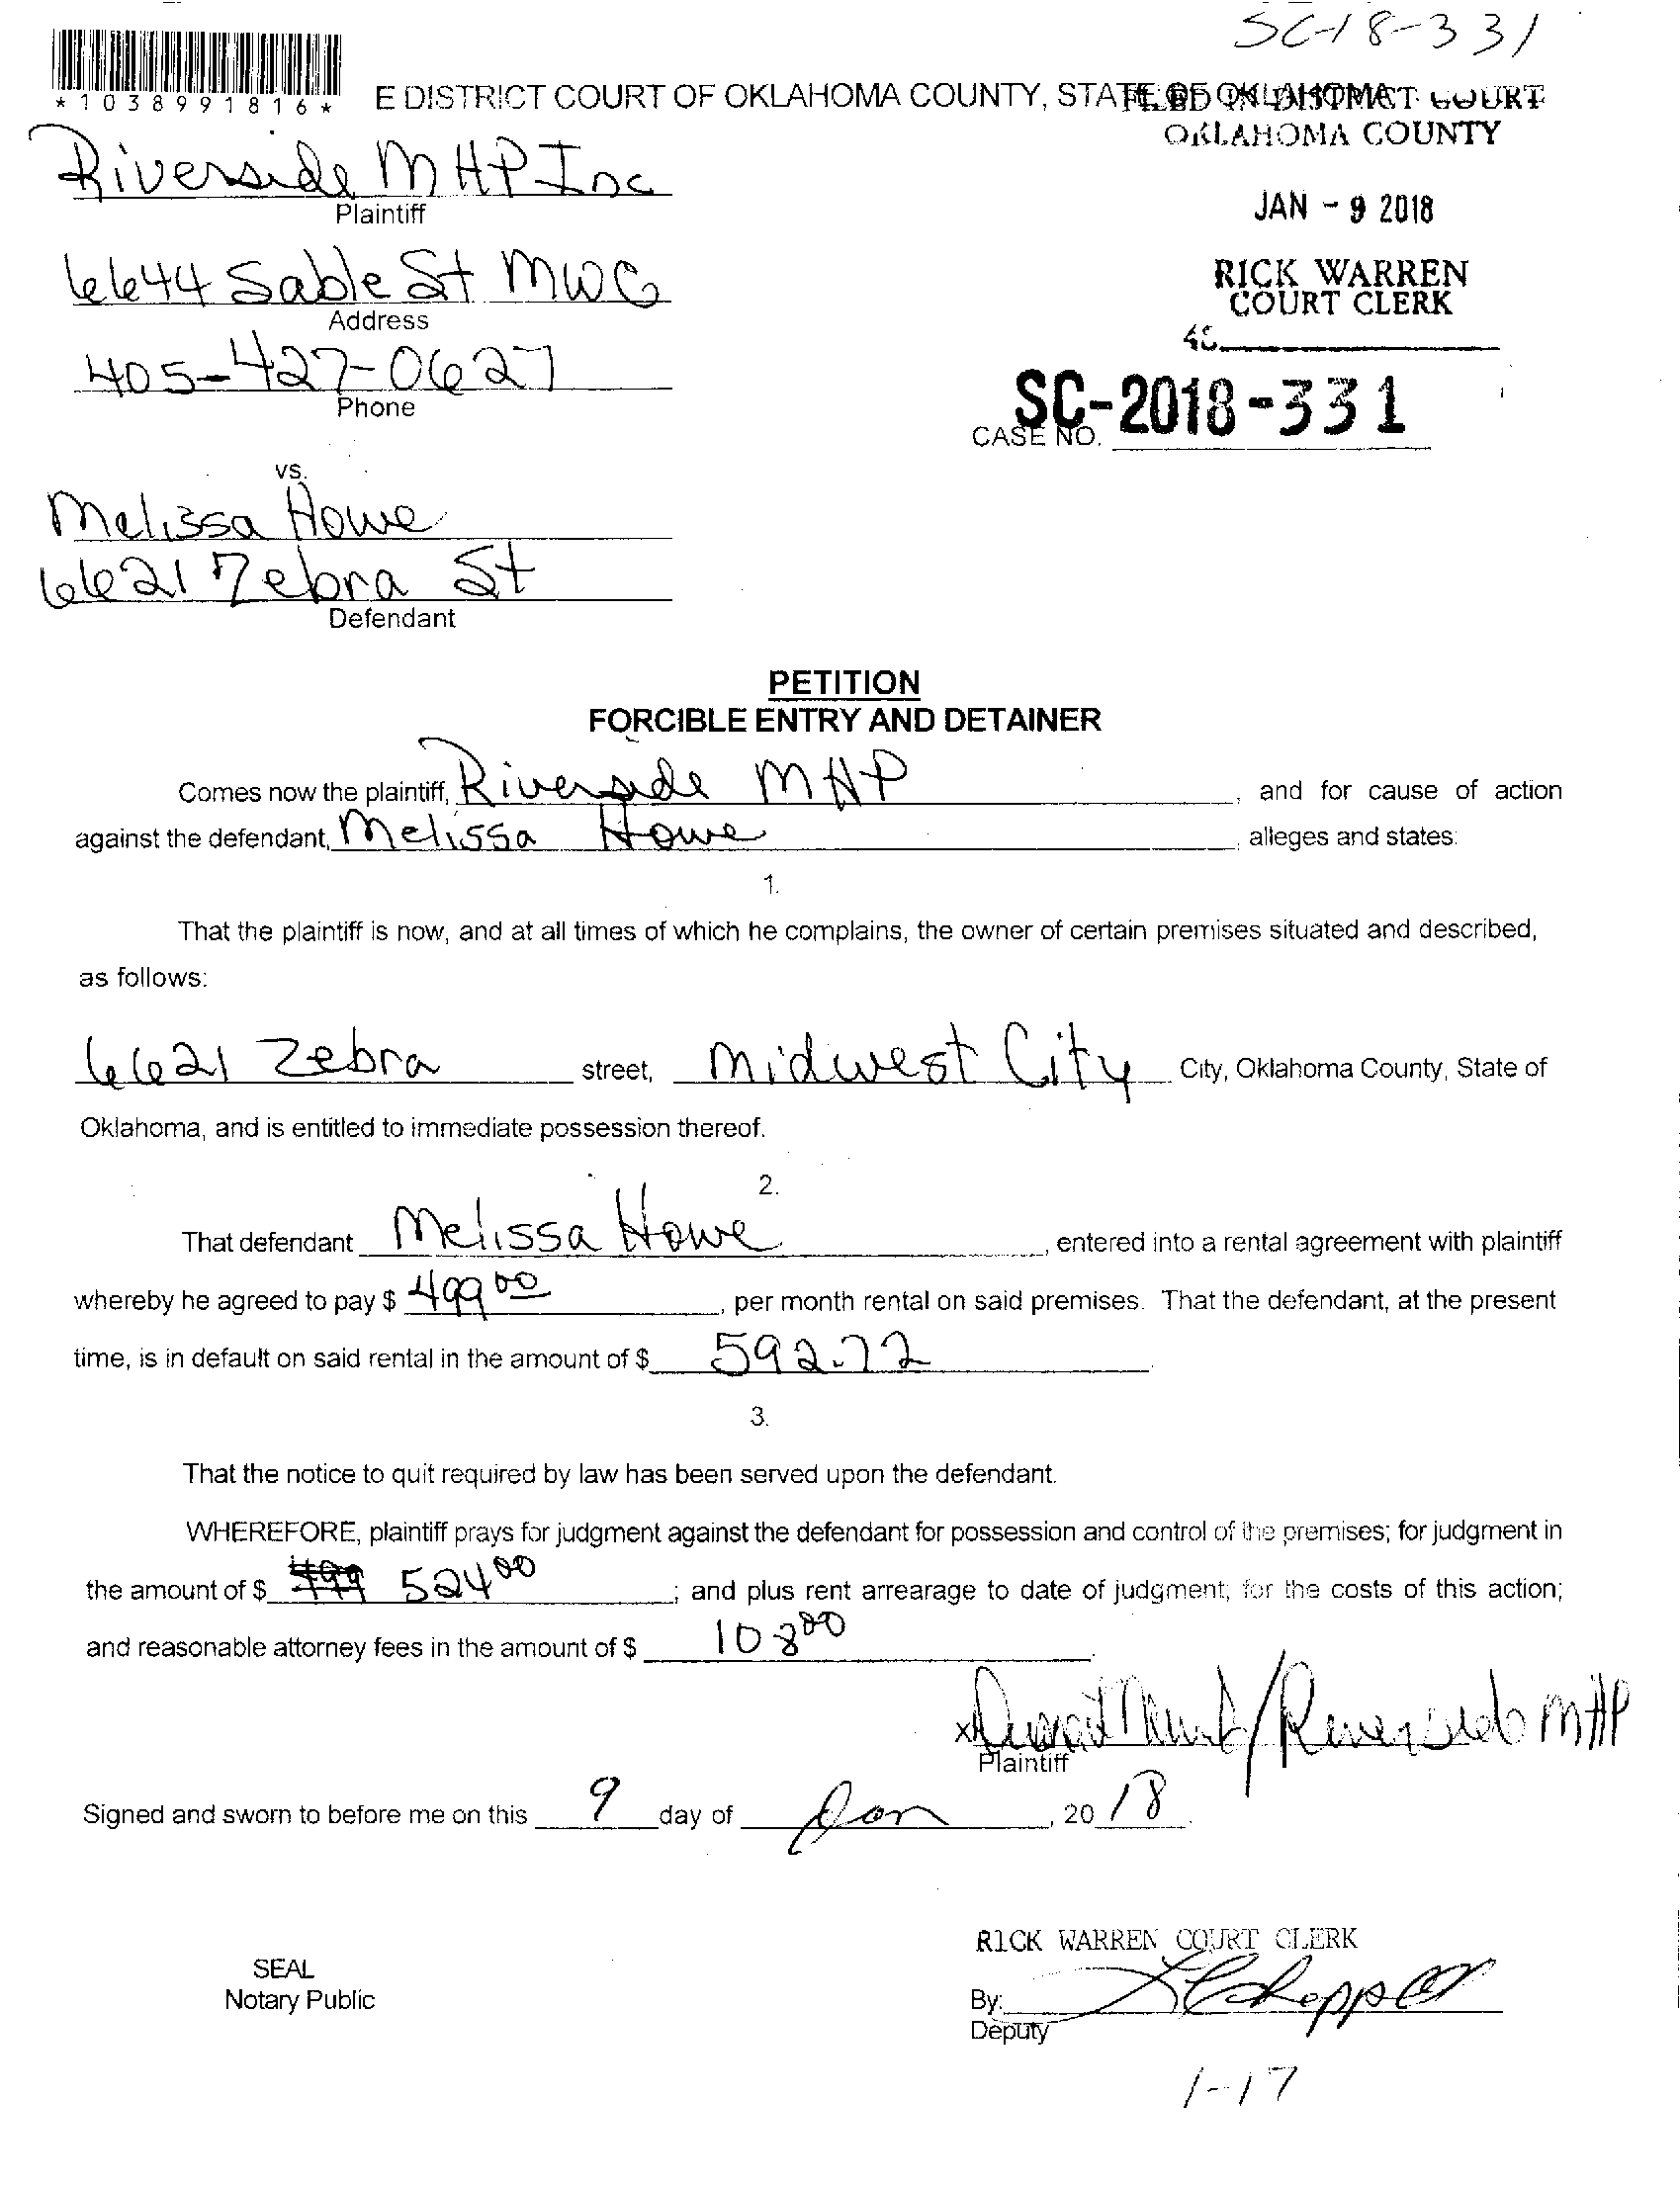 SC-18-331
*1038991816*
E DISTRICT COURT OF OKLAHOMA COUNTY, STATE OF OKLAHOMA
FILED IN DISTRICT COURT
OKLAHOMA COUNTY
Riverside MHP Inc
Plaintiff
JAN - 9 2018
6644 Sable St MWC
Address
RICK WARREN
COURT CLERK
405-427-0627
Phone
SC-2018-331
CASE NO.
vs.
Melissa Howe
6621 Zebra St
Defendant
PETITION
FORCIBLE ENTRY AND DETAINER
Comes now the plaintiff, Riverside MHP, and for cause of action
against the defendant, Melissa Howe, alleges and states:
1.
That the plaintiff is now, and at all times of which he complains, the owner of certain premises situated and described,
as follows:
6621 Zebra street, Midwest City City, Oklahoma County, State of
Oklahoma, and is entitled to immediate possession thereof.
2.
That defendant Melissa Howe, entered into a rental agreement with plaintiff
whereby he agreed to pay $ 499 00, per month rental on said premises. That the defendant, at the present
time, is in default on said rental in the amount of $ 592.72
3.
That the notice to quit required by law has been served upon the defendant.
WHEREFORE, plaintiff prays for judgment against the defendant for possession and control of the premises; for judgment in
the amount of $ 499 524 00; and plus rent arrearage to date of judgment; for the costs of this action;
and reasonable attorney fees in the amount of $ 108 00.
x / Riverside MHP
Plaintiff
Signed and sworn to before me on this 9 day of Jan, 20 18.
RICK WARREN COURT CLERK
SEAL
Notary Public
By:
Deputy
1-17